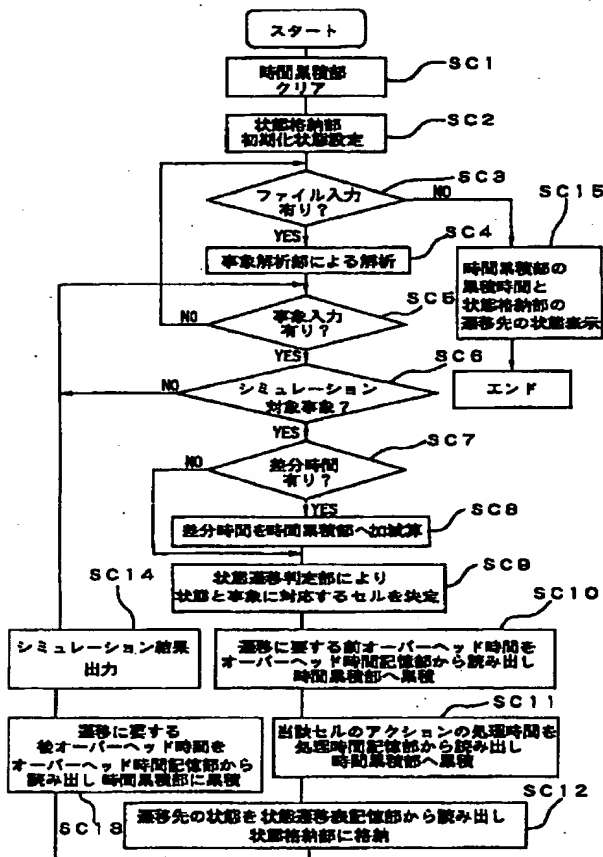 スタート
時間累積部
クリア
SC1
状態格納部
初期化状態設定
SC2
ファイル入力
有り?
SC3
NO
YES
事象解析部による解析
SC4
時間累積部の
累積時間と
状態格納部の
遷移先の状態表示
SC15
エンド
事象入力
有り?
SC5
NO
YES
シミュレーション
対象事象?
SC6
NO
YES
差分時間
有り?
SC7
NO
YES
差分時間を時間累積部へ加減算
SC8
状態遷移判定部により
状態と事象に対応するセルを決定
SC9
SC14
シミュレーション結果
出力
遷移に要する前オーバーヘッド時間を
オーバーヘッド時間記憶部から読み出し
時間累積部へ累積
SC10
当該セルのアクションの処理時間を
処理時間記憶部から読み出し
時間累積部へ累積
SC11
遷移に要する
後オーバーヘッド時間を
オーバーヘッド時間記憶部から
読み出し時間累積部に累積
SC13
遷移先の状態を状態遷移表記憶部から読み出し
状態格納部に格納
SC12